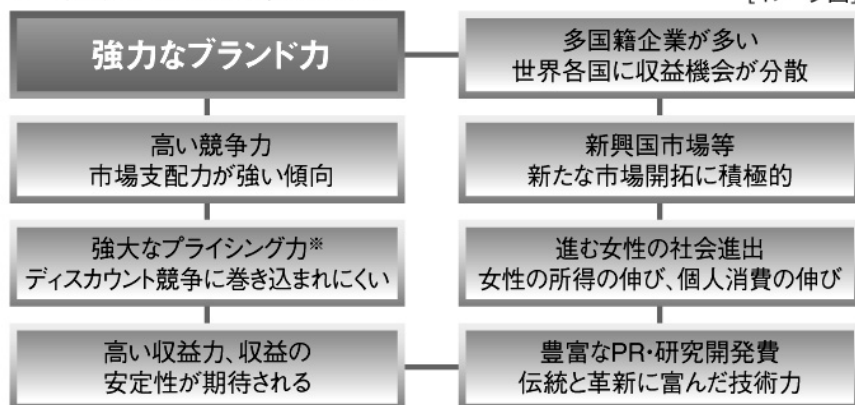 強力なブランド力
多国籍企業が多い
世界各国に収益機会が分散
高い競争力
市場支配力が強い傾向
新興国市場等
新たな市場開拓に積極的
強大なプライシング力※
ディスカウント競争に巻き込まれにくい
進む女性の社会進出
女性の所得の伸び、個人消費の伸び
高い収益力、収益の
安定性が期待される
豊富なPR・研究開発費
伝統と革新に富んだ技術力